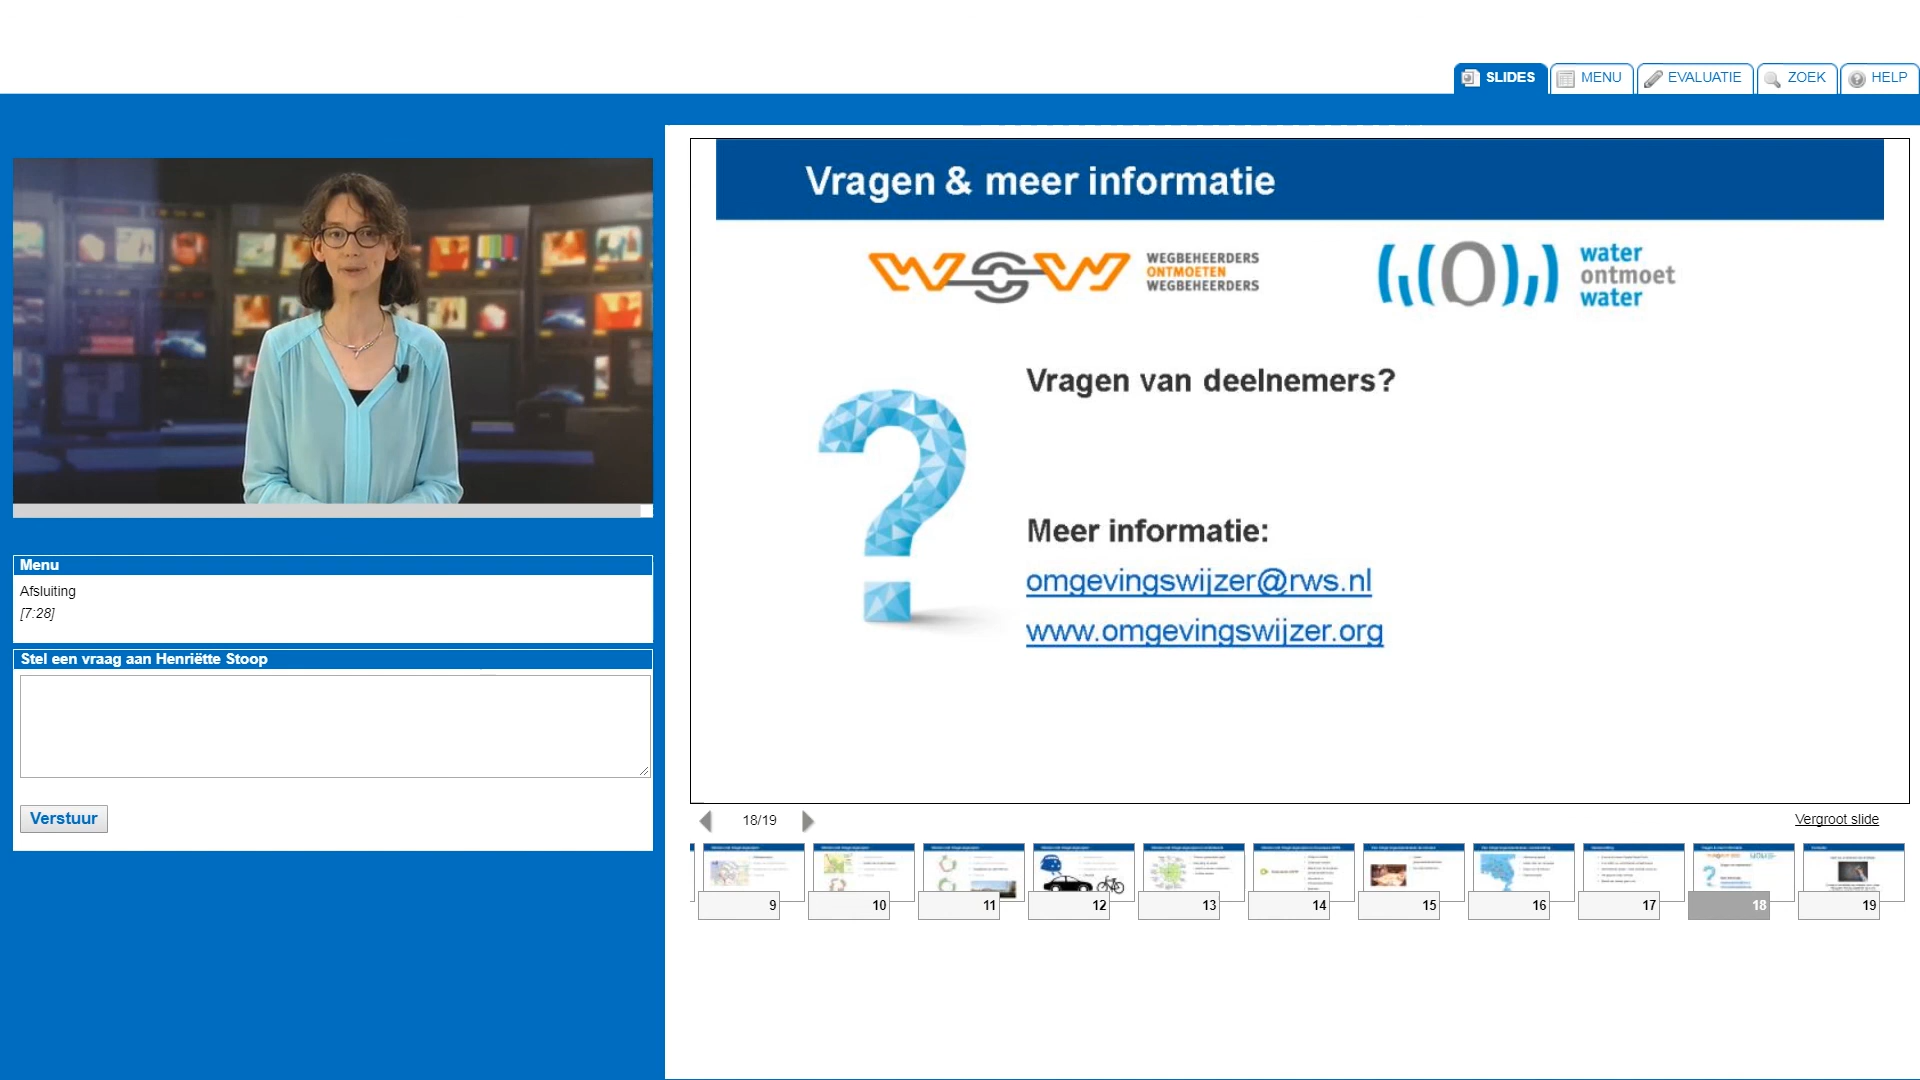 SLIDES
MENU
EVALUATIE
ZOEK
HELP
Vragen & meer informatie
WOW
WEGBEHEERDERS
ONTMOETEN
WEGBEHEERDERS
water
ontmoet
water
Vragen van deelnemers?
?
Meer informatie:
omgevingswijzer@rws.nl
www.omgevingswijzer.org
Menu
Afsluiting
[7:28]
Stel een vraag aan Henriëtte Stoop
Verstuur
18/19
Vergroot slide
9
10
11
12
13
14
15
16
17
18
19